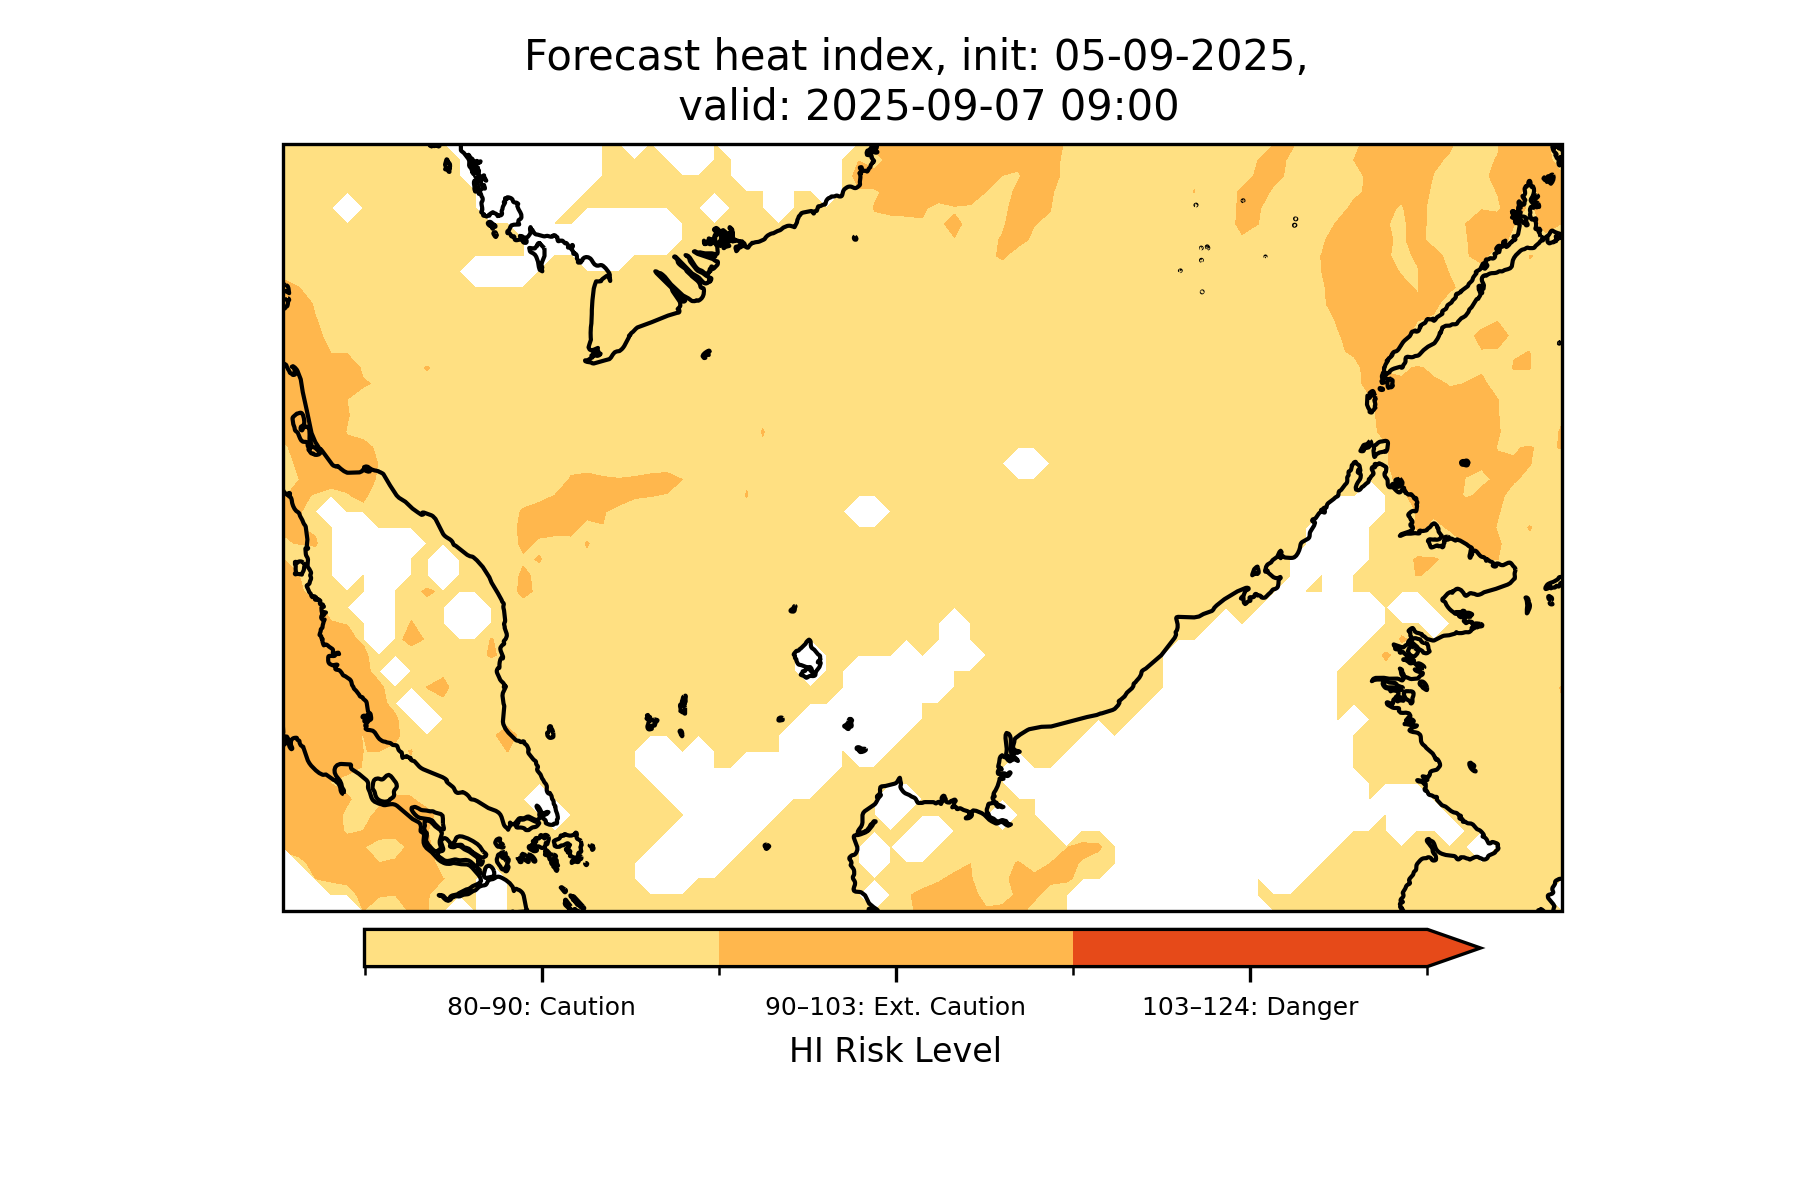 Forecast heat index, init: 05-09-2025,
valid: 2025-09-07 09:00
80–90: Caution
90–103: Ext. Caution
103–124: Danger
HI Risk Level